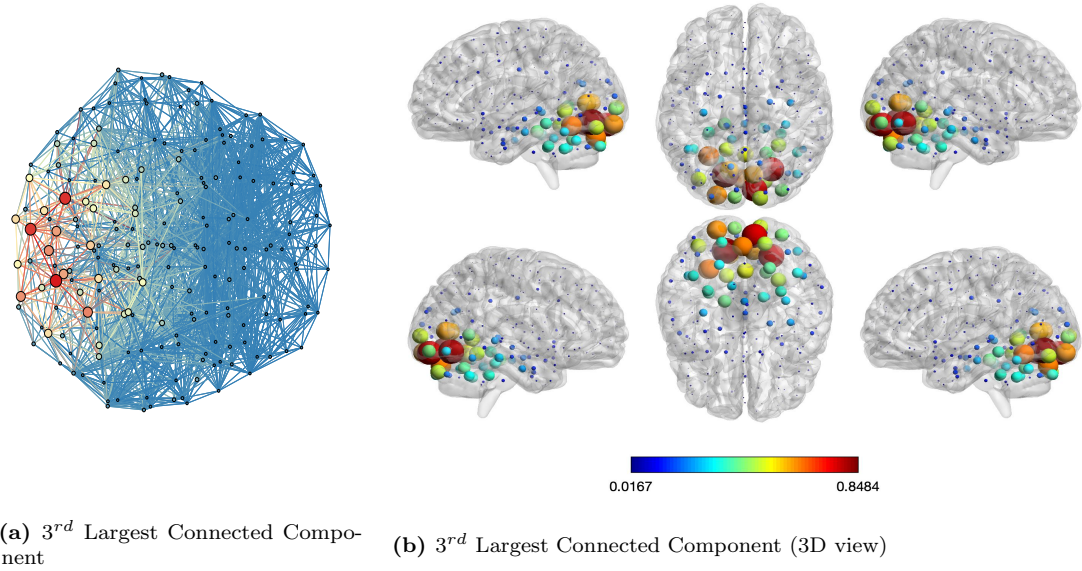 0.0167 0.8484
(a) 3rd Largest Connected Compo-
nent
(b) 3rd Largest Connected Component (3D view)